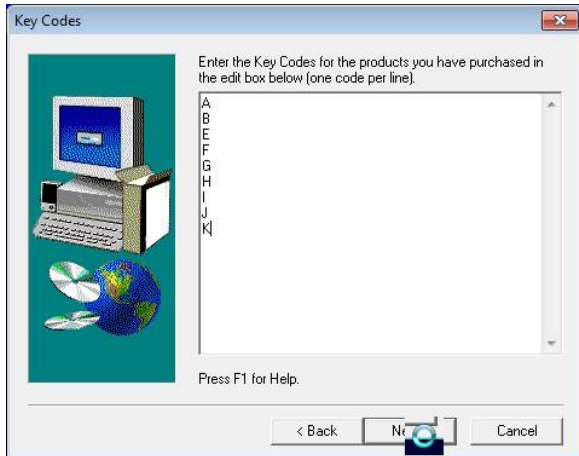 Key Codes
Enter the Key Codes for the products you have purchased in
the edit box below (one code per line).
A
B
E
F
G
H
I
J
K
Press F1 for Help.
< Back
Cancel